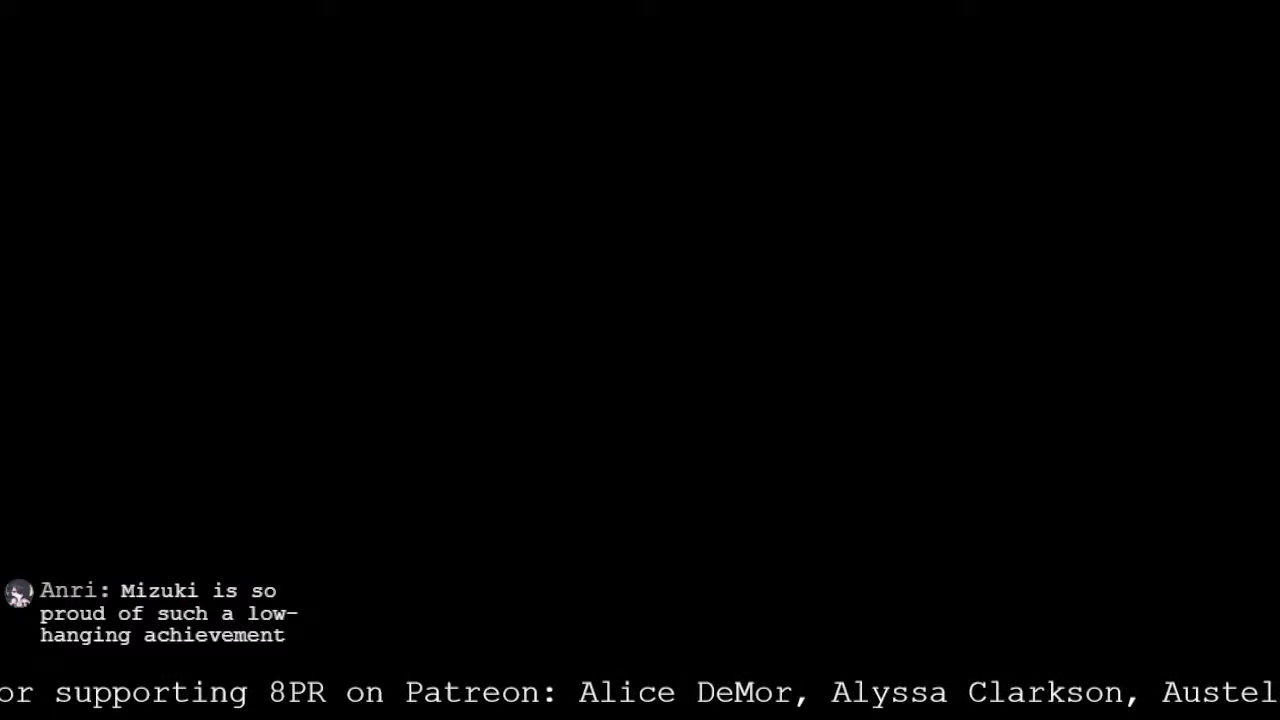 Anri: Mizuki is so
proud of such a low-
hanging achievement
or supporting 8PR on Patreon: Alice DeMor, Alyssa Clarkson, Austel